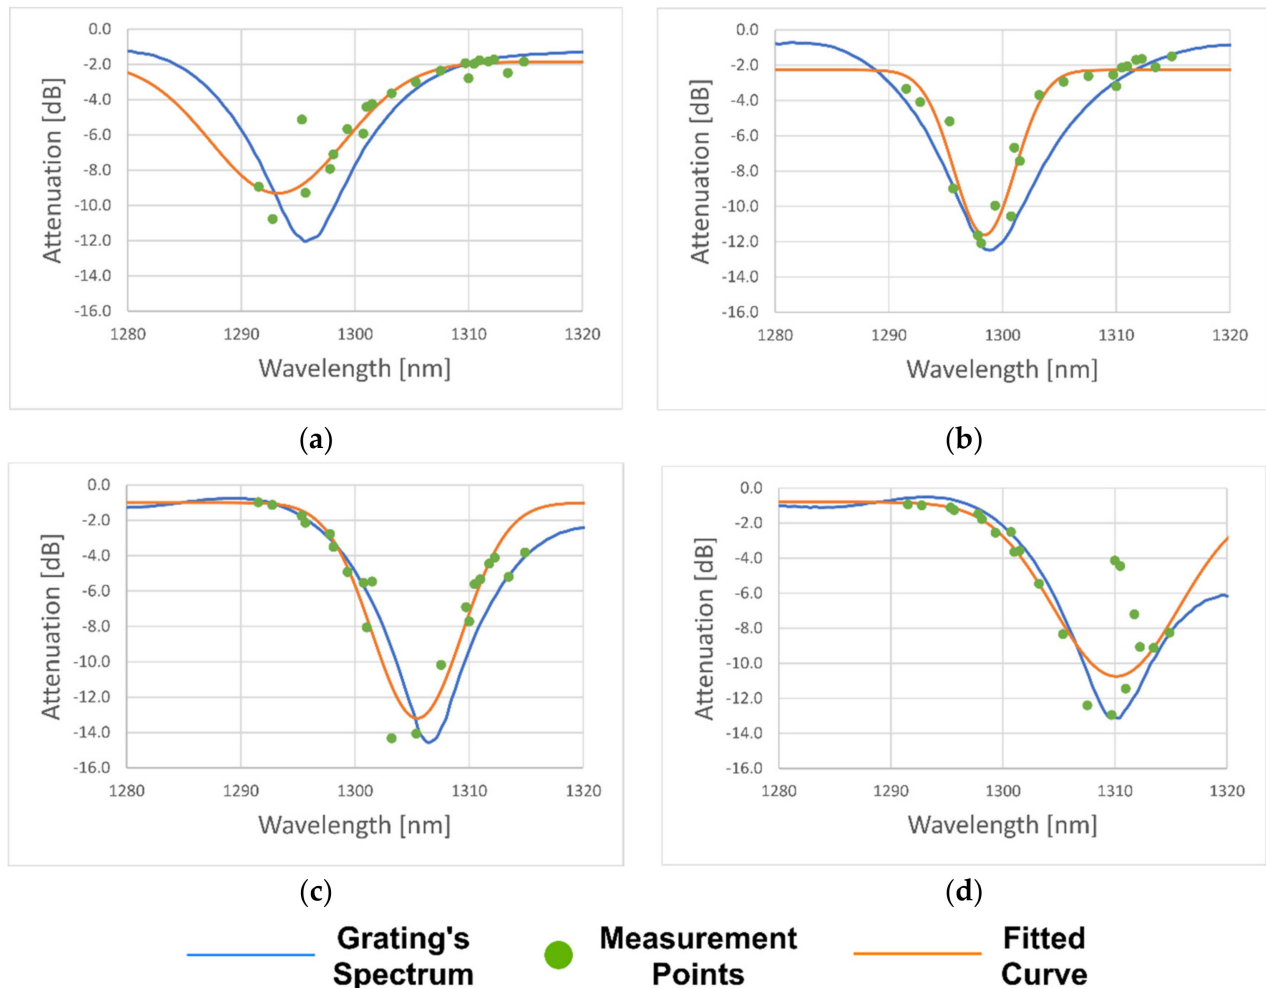 0.0
-2.0
-4.0
-6.0
-8.0
-10.0
-12.0
-14.0
-16.0
Attenuation [dB]
1280 1290 1300 1310 1320
Wavelength [nm]
(a)
0.0
-2.0
-4.0
-6.0
-8.0
-10.0
-12.0
-14.0
-16.0
Attenuation [dB]
1280 1290 1300 1310 1320
Wavelength [nm]
(b)
0.0
-2.0
-4.0
-6.0
-8.0
-10.0
-12.0
-14.0
-16.0
Attenuation [dB]
1280 1290 1300 1310 1320
Wavelength [nm]
(c)
0.0
-2.0
-4.0
-6.0
-8.0
-10.0
-12.0
-14.0
-16.0
Attenuation [dB]
1280 1290 1300 1310 1320
Wavelength [nm]
(d)
Grating's
Spectrum
Measurement
Points
Fitted
Curve